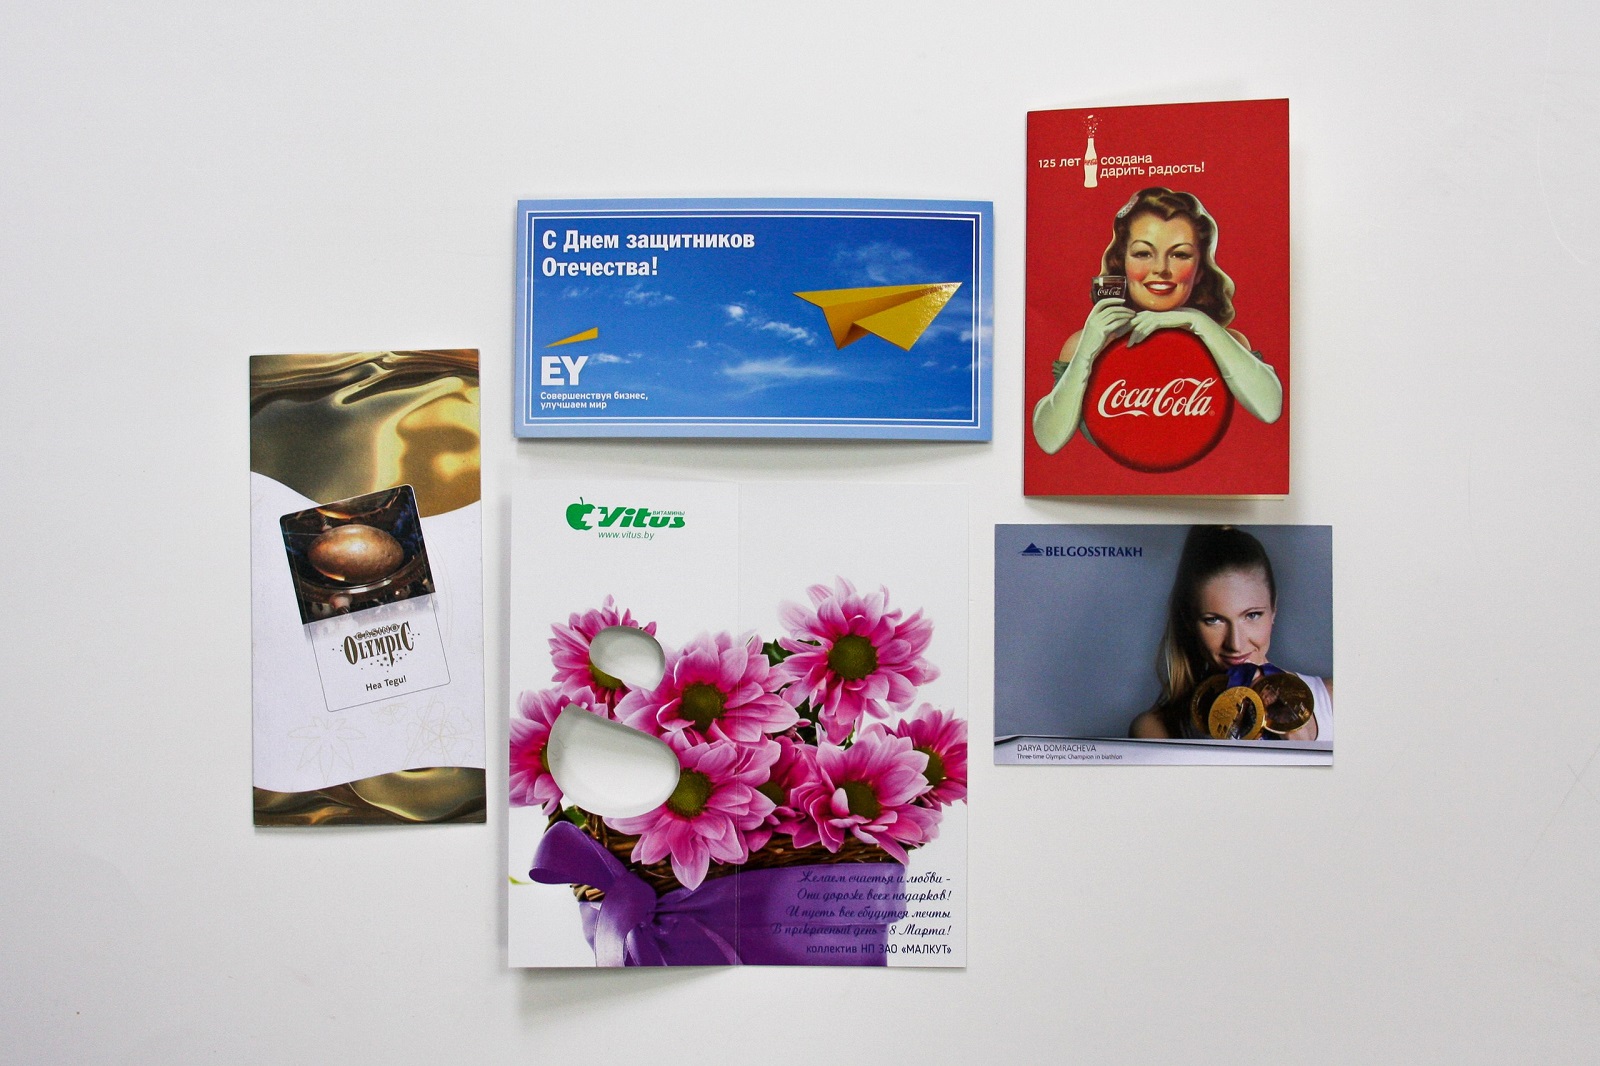 С Днем защитников
Отечества!
EY
Совершенствуя бизнес,
улучшаем мир
125 лет
создана
дарить радость!
Coca-Cola
Coca-Cola
CASINO
OLYMPIC
Hea Tegu!
Vitus
ВИТАМИНЫ
www.vitus.by
Желаем счастья и любви -
Они дороже всех подарков!
И пусть все сбудутся мечты
В прекрасный день - 8 Марта!
коллектив НП ЗАО «МАЛКУТ»
BELGOSSTRAKH
DARYA DOMRACHEVA
Three-time Olympic Champion in biathlon